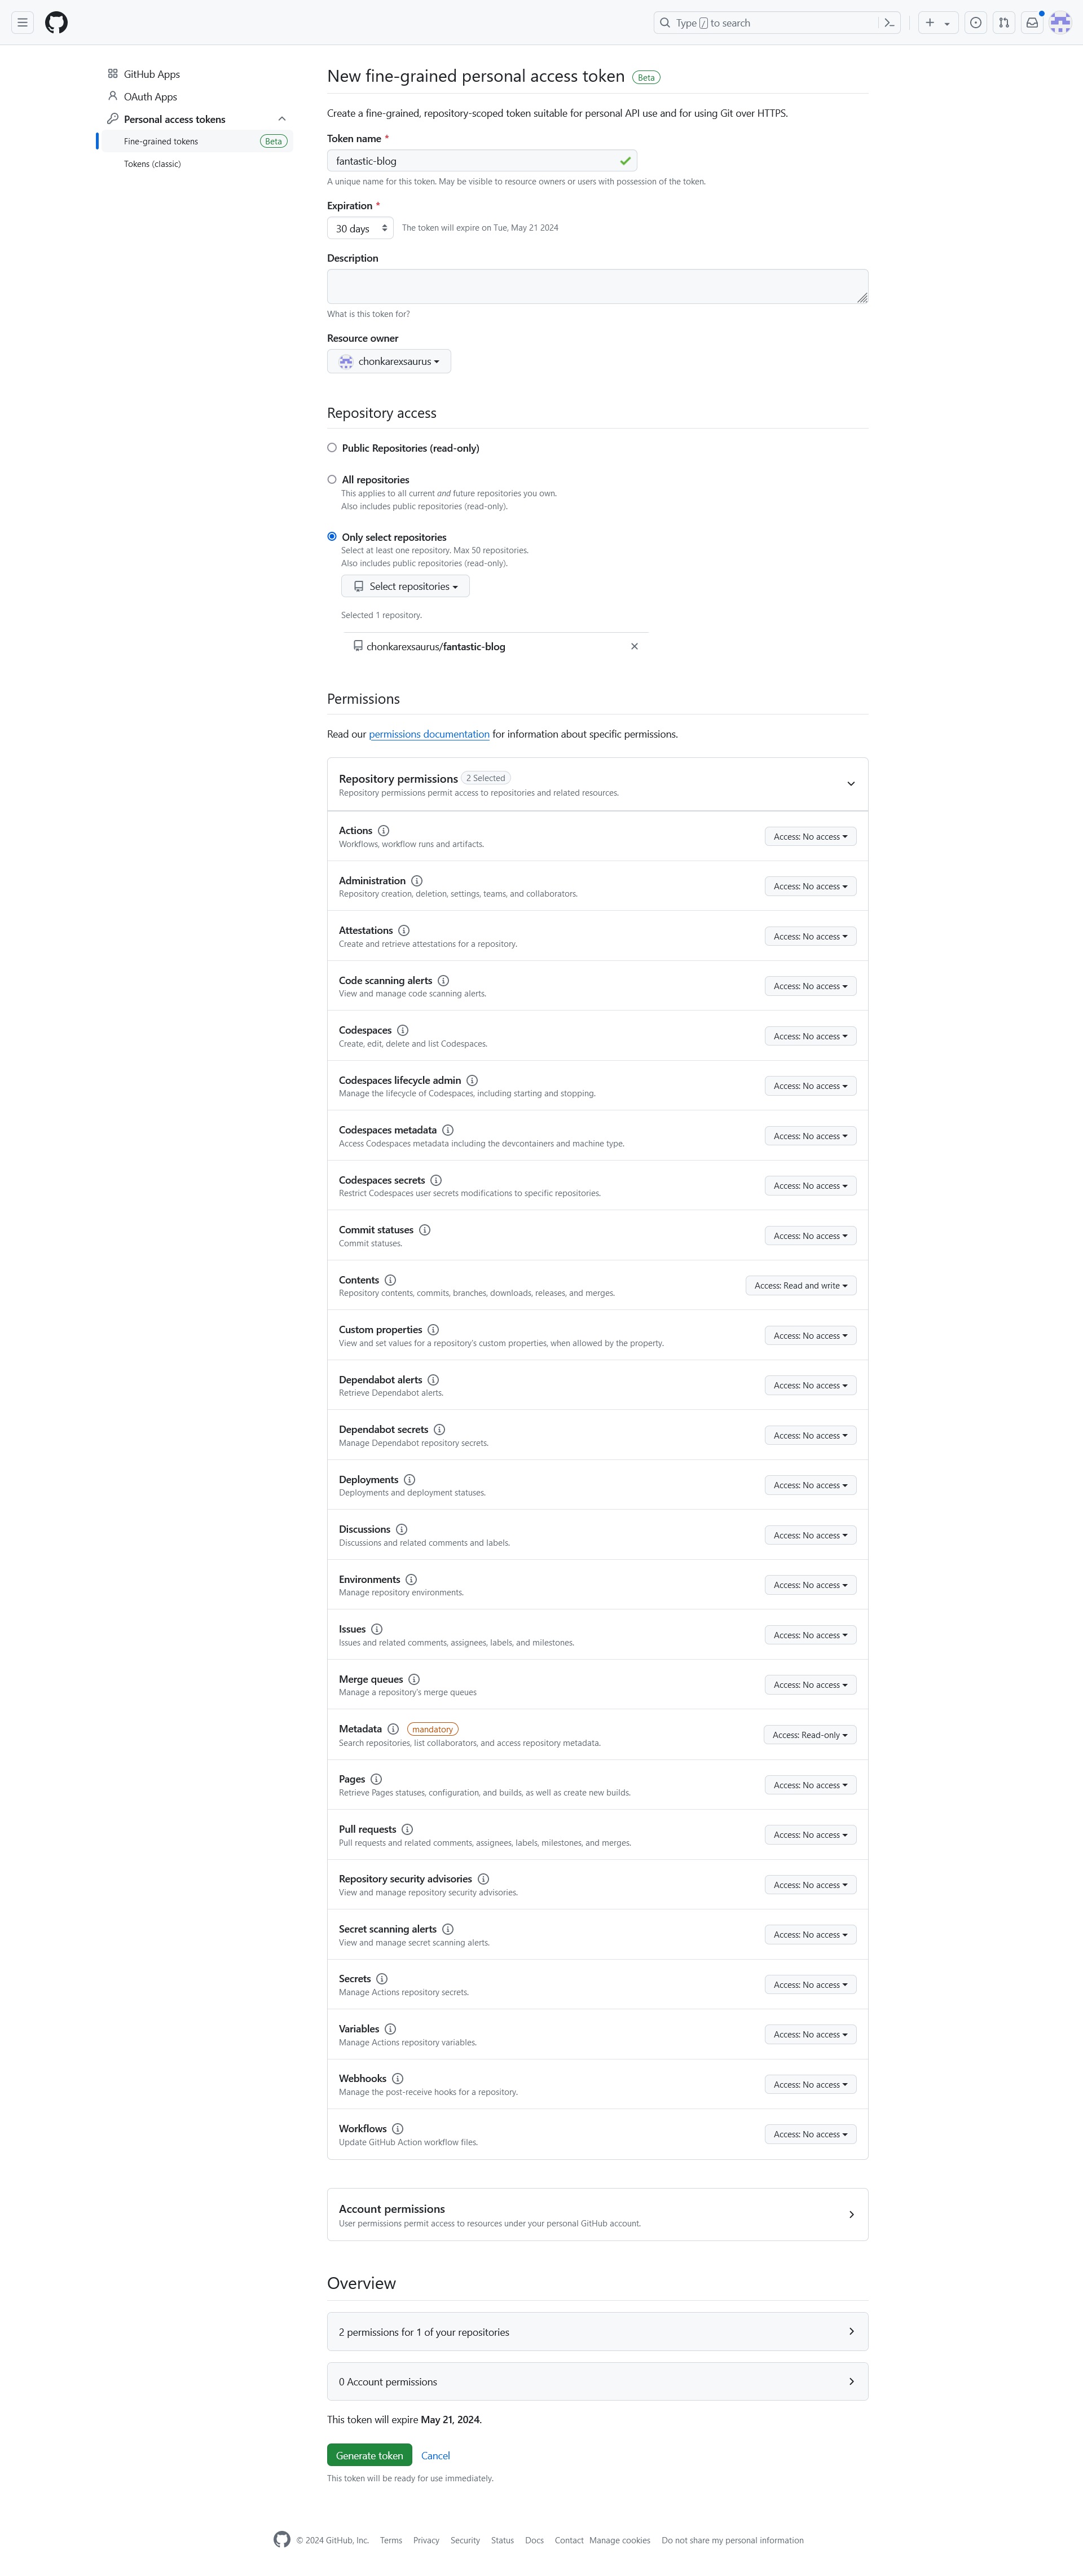 Type / to search
GitHub Apps
OAuth Apps
Personal access tokens
Fine-grained tokens Beta
Tokens (classic)
New fine-grained personal access token Beta
Create a fine-grained, repository-scoped token suitable for personal API use and for using Git over HTTPS.
Token name *
fantastic-blog
A unique name for this token. May be visible to resource owners or users with possession of the token.
Expiration *
30 days The token will expire on Tue, May 21 2024
Description
What is this token for?
Resource owner
chonkarexsaurus
Repository access
Public Repositories (read-only)
All repositories
This applies to all current and future repositories you own.
Also includes public repositories (read-only).
Only select repositories
Select at least one repository. Max 50 repositories.
Also includes public repositories (read-only).
Select repositories
Selected 1 repository.
chonkarexsaurus/fantastic-blog
Permissions
Read our permissions documentation for information about specific permissions.
Repository permissions 2 Selected
Repository permissions permit access to repositories and related resources.
Actions
Workflows, workflow runs and artifacts.
Access: No access
Administration
Repository creation, deletion, settings, teams, and collaborators.
Access: No access
Attestations
Create and retrieve attestations for a repository.
Access: No access
Code scanning alerts
View and manage code scanning alerts.
Access: No access
Codespaces
Create, edit, delete and list Codespaces.
Access: No access
Codespaces lifecycle admin
Manage the lifecycle of Codespaces, including starting and stopping.
Access: No access
Codespaces metadata
Access Codespaces metadata including the devcontainers and machine type.
Access: No access
Codespaces secrets
Restrict Codespaces user secrets modifications to specific repositories.
Access: No access
Commit statuses
Commit statuses.
Access: No access
Contents
Repository contents, commits, branches, downloads, releases, and merges.
Access: Read and write
Custom properties
View and set values for a repository's custom properties, when allowed by the property.
Access: No access
Dependabot alerts
Retrieve Dependabot alerts.
Access: No access
Dependabot secrets
Manage Dependabot repository secrets.
Access: No access
Deployments
Deployments and deployment statuses.
Access: No access
Discussions
Discussions and related comments and labels.
Access: No access
Environments
Manage repository environments.
Access: No access
Issues
Issues and related comments, assignees, labels, and milestones.
Access: No access
Merge queues
Manage a repository's merge queues
Access: No access
Metadata mandatory
Search repositories, list collaborators, and access repository metadata.
Access: Read-only
Pages
Retrieve Pages statuses, configuration, and builds, as well as create new builds.
Access: No access
Pull requests
Pull requests and related comments, assignees, labels, milestones, and merges.
Access: No access
Repository security advisories
View and manage repository security advisories.
Access: No access
Secret scanning alerts
View and manage secret scanning alerts.
Access: No access
Secrets
Manage Actions repository secrets.
Access: No access
Variables
Manage Actions repository variables.
Access: No access
Webhooks
Manage the post-receive hooks for a repository.
Access: No access
Workflows
Update GitHub Action workflow files.
Access: No access
Account permissions
User permissions permit access to resources under your personal GitHub account.
Overview
2 permissions for 1 of your repositories
0 Account permissions
This token will expire May 21, 2024.
Generate token Cancel
This token will be ready for use immediately.
© 2024 GitHub, Inc. Terms Privacy Security Status Docs Contact Manage cookies Do not share my personal information